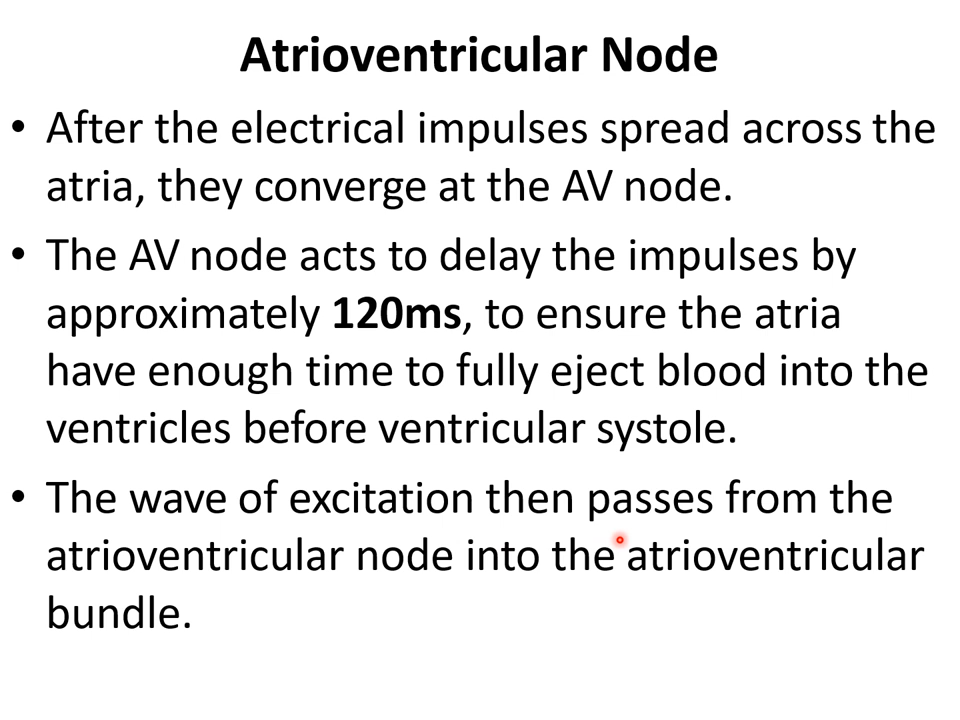 Atrioventricular Node
• After the electrical impulses spread across the
atria, they converge at the AV node.
• The AV node acts to delay the impulses by
approximately 120ms, to ensure the atria
have enough time to fully eject blood into the
ventricles before ventricular systole.
• The wave of excitation then passes from the
atrioventricular node into the atrioventricular
bundle.